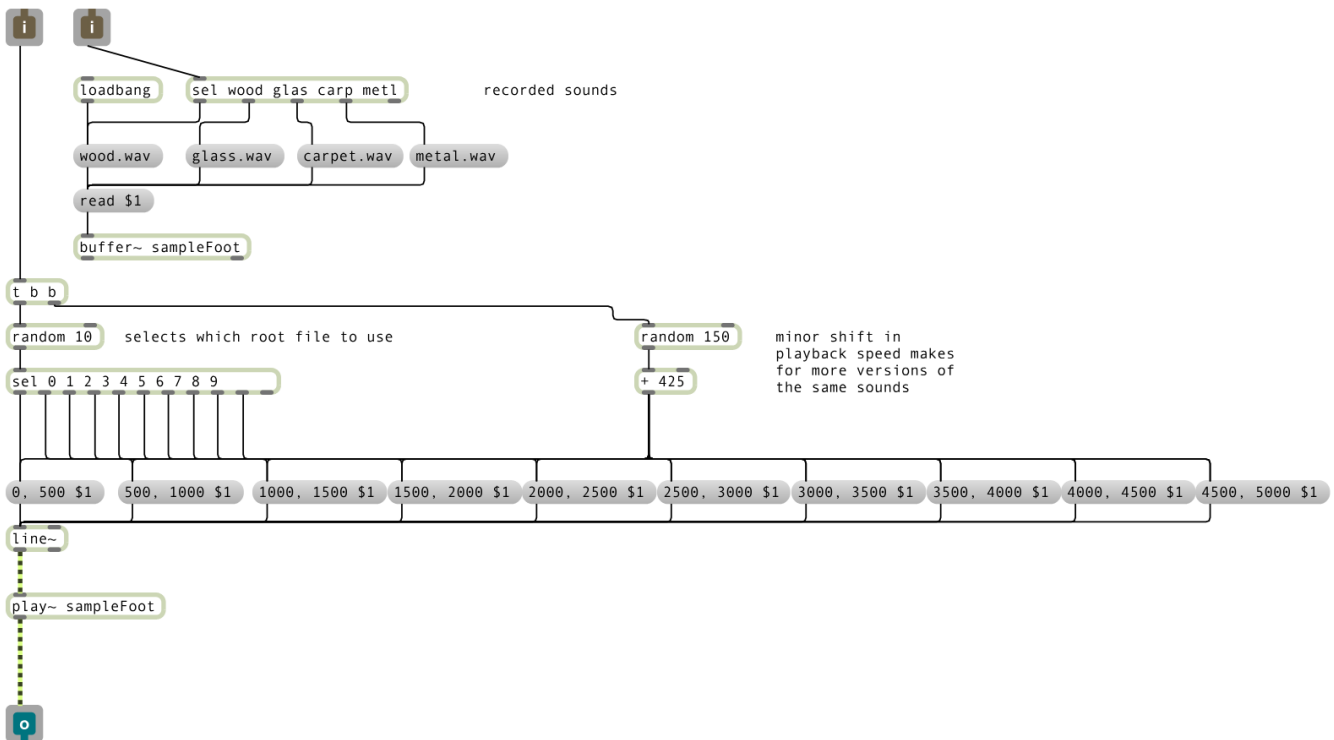 i
i
loadbang
sel wood glas carp metl
recorded sounds
wood.wav
glass.wav
carpet.wav
metal.wav
read $1
buffer~ sampleFoot
t b b
random 10
selects which root file to use
random 150
minor shift in
playback speed makes
for more versions of
the same sounds
sel 0 1 2 3 4 5 6 7 8 9
+ 425
0, 500 $1
500, 1000 $1
1000, 1500 $1
1500, 2000 $1
2000, 2500 $1
2500, 3000 $1
3000, 3500 $1
3500, 4000 $1
4000, 4500 $1
4500, 5000 $1
line~
play~ sampleFoot
o